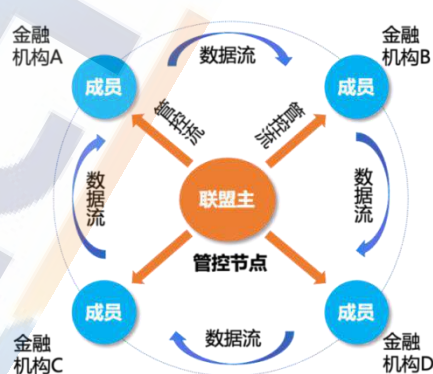 金融
机构A
数据流
金融
机构B
成员
成员
管控流
管控流
数据流
联盟主
数据流
管控节点
成员
成员
金融
机构C
数据流
金融
机构D